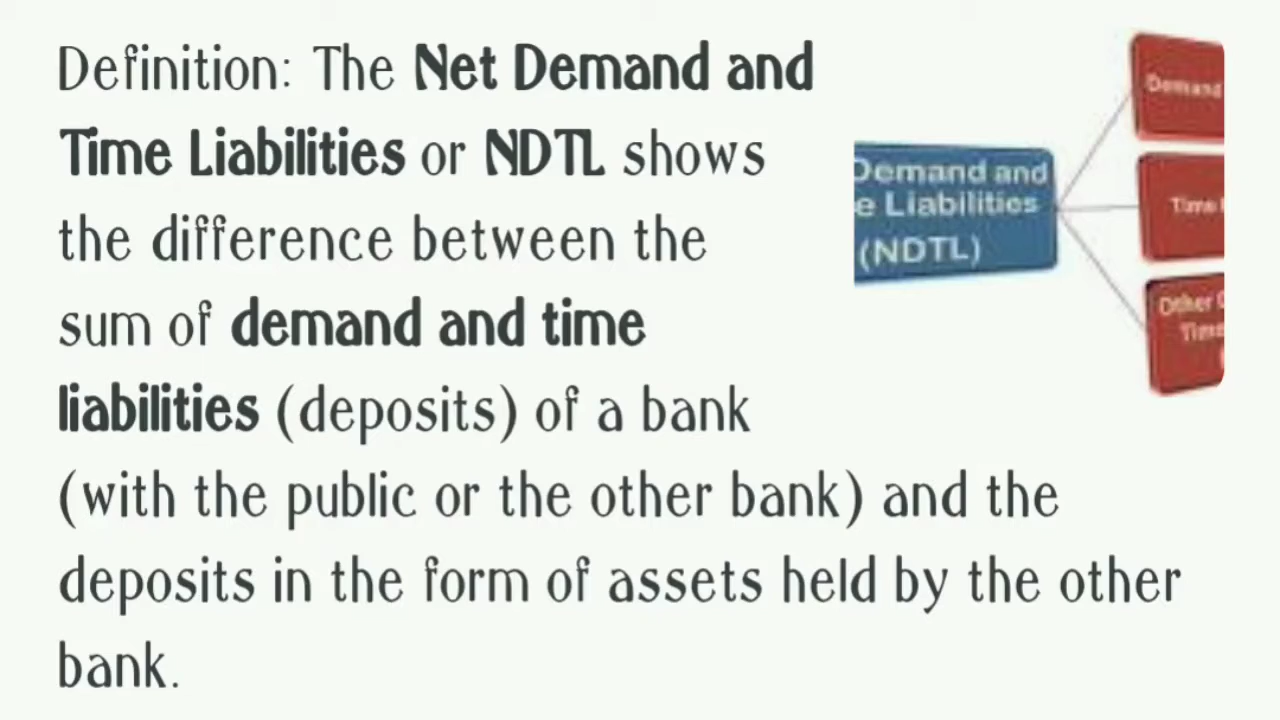 Definition: The Net Demand and
Time Liabilities or NDTL shows
the difference between the
sum of demand and time
liabilities (deposits) of a bank
(with the public or the other bank) and the
deposits in the form of assets held by the other
bank.
Demand and
e Liabilities
(NDTL)
Demand
Time
Other
Time